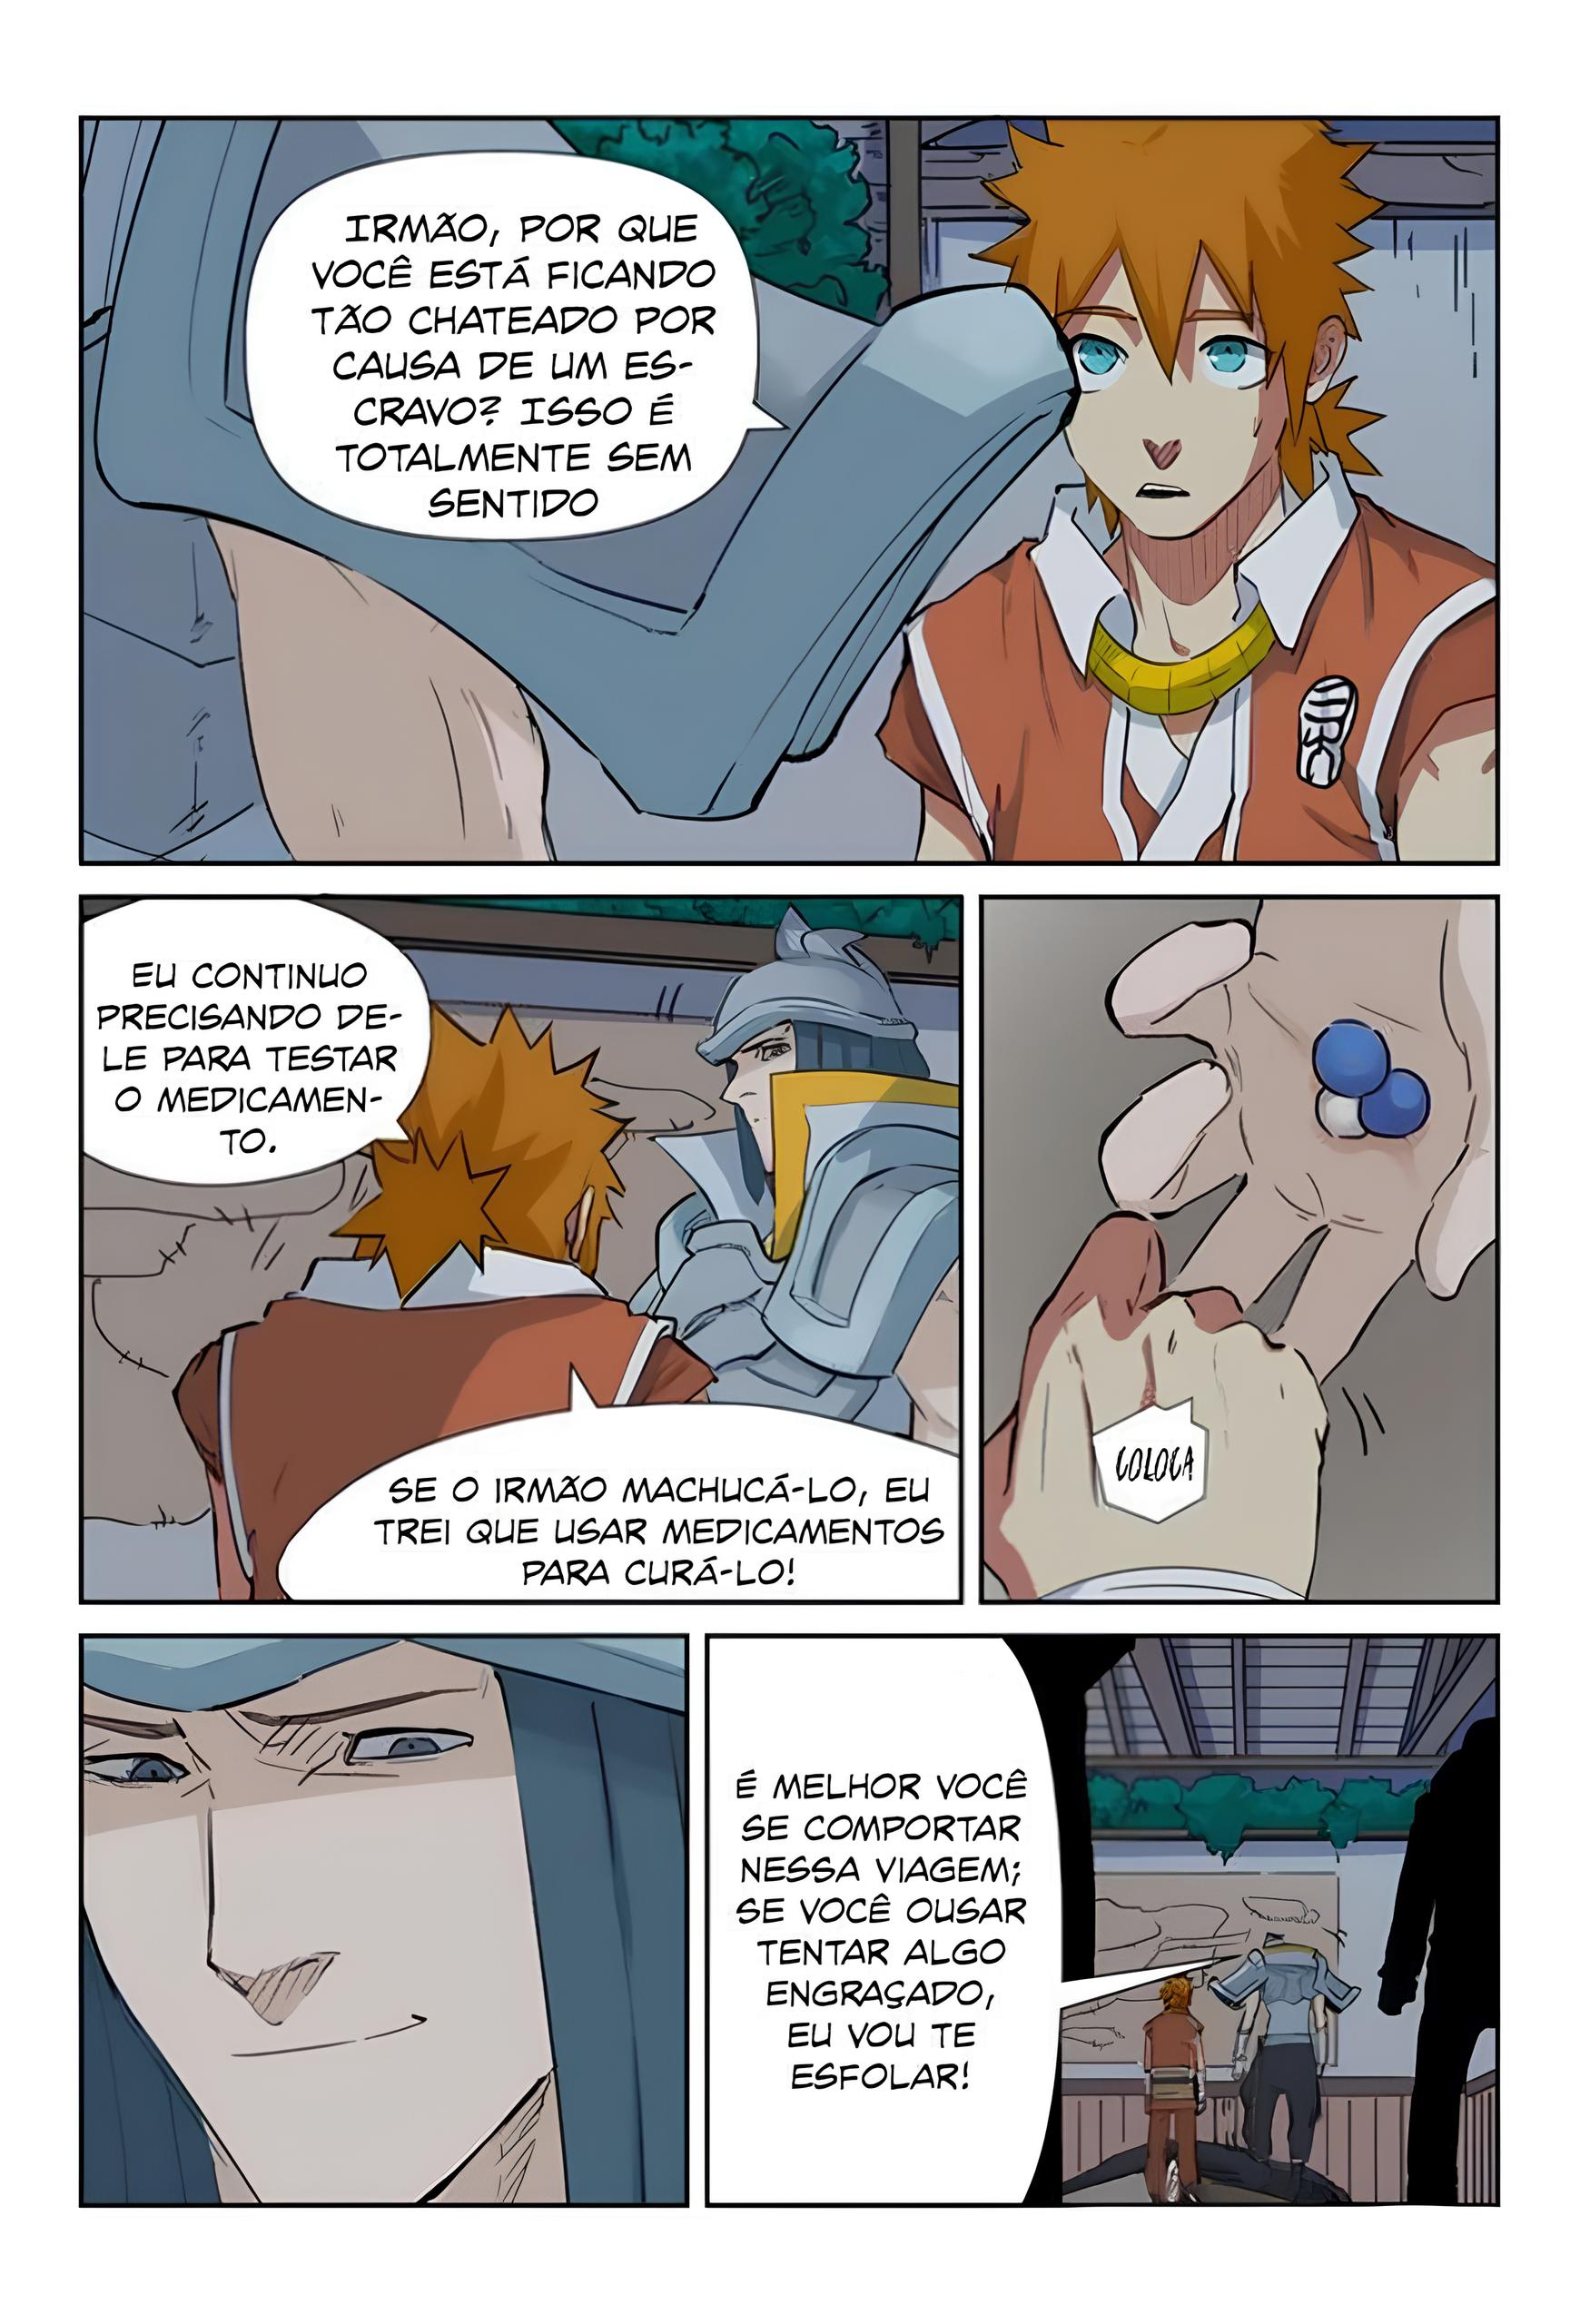 IRMÃO, POR QUE
VOCÊ ESTÁ FICANDO
TÃO CHATEADO POR
CAUSA DE UM ES-
CRAVO? ISSO É
TOTALMENTE SEM
SENTIDO
EU CONTINUO
PRECISANDO DE-
LE PARA TESTAR
O MEDICAMEN-
TO.
SE O IRMÃO MACHUCÁ-LO, EU
TREI QUE USAR MEDICAMENTOS
PARA CURÁ-LO!
COLOCA
É MELHOR VOCÊ
SE COMPORTAR
NESSA VIAGEM;
SE VOCÊ OUSAR
TENTAR ALGO
ENGRAÇADO,
EU VOU TE
ESFOLAR!